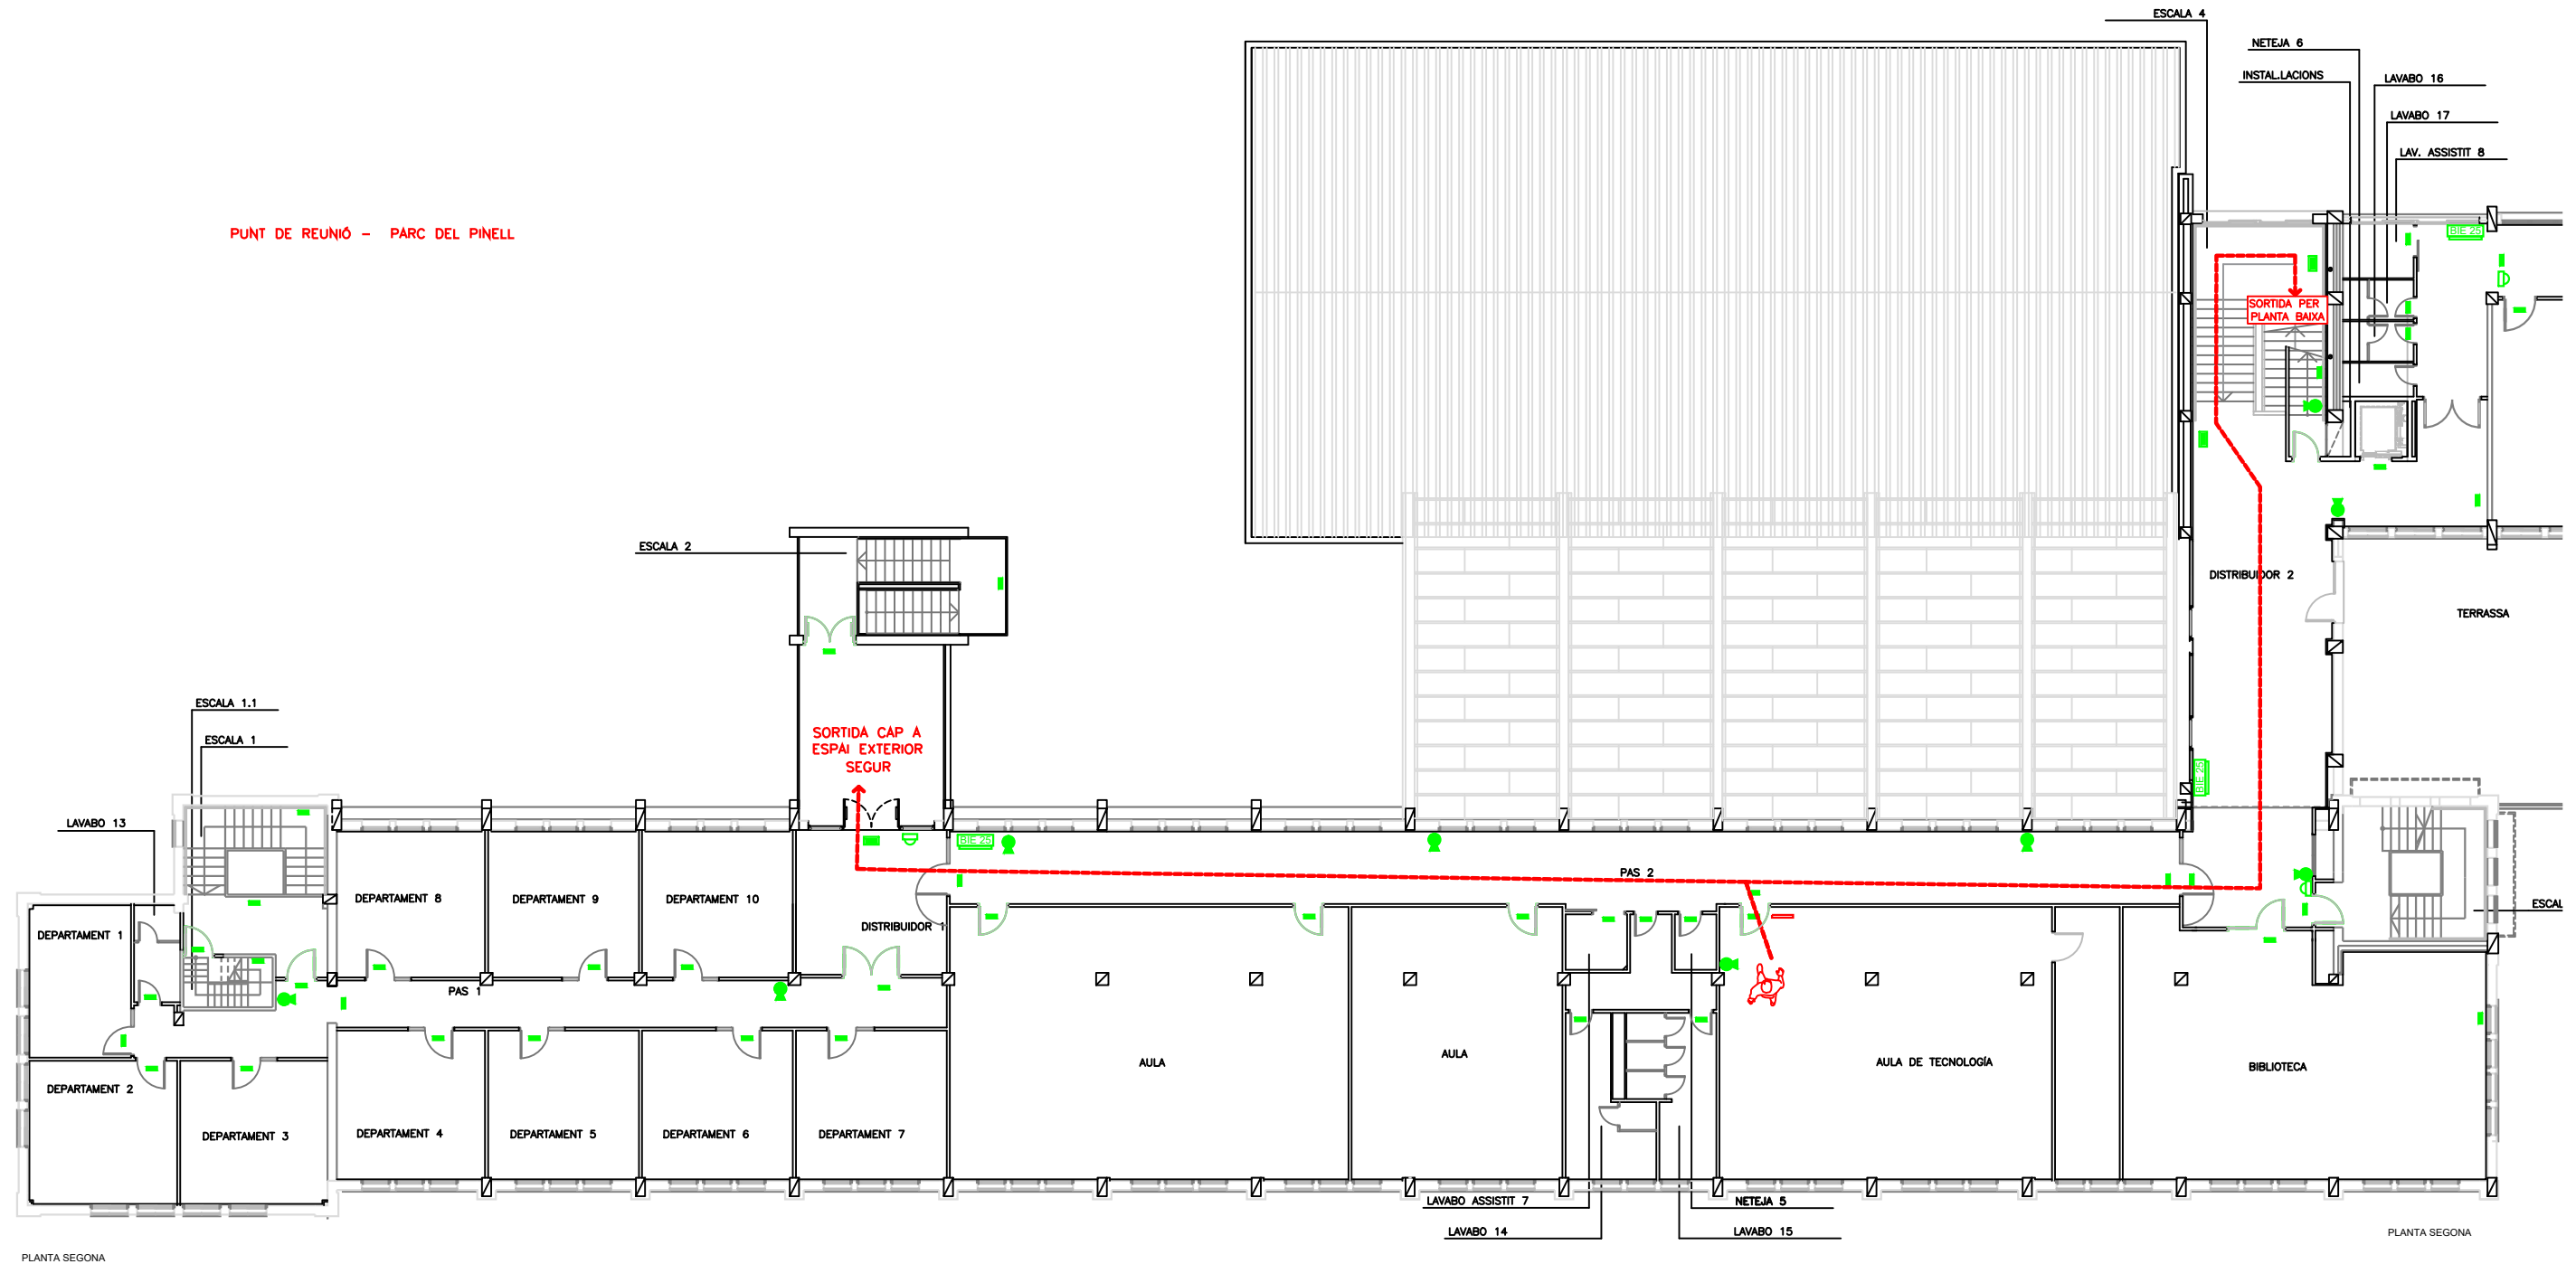 ESCALA 4
NETEJA 6
INSTAL.LACIONS
LAVABO 16
LAVABO 17
LAV. ASSISTIT 8
PUNT DE REUNIÓ - PARC DEL PINELL
BIE 25
SORTIDA PER
PLANTA BAIXA
ESCALA 2
DISTRIBUIDOR 2
TERRASSA
ESCALA 1.1
ESCALA 1
SORTIDA CAP A
ESPAI EXTERIOR
SEGUR
BIE 25
LAVABO 13
BIE 25
PAS 2
DEPARTAMENT 8
DEPARTAMENT 9
DEPARTAMENT 10
ESCAL
DISTRIBUIDOR 1
DEPARTAMENT 1
PAS 1
AULA
AULA
AULA DE TECNOLOGÍA
BIBLIOTECA
DEPARTAMENT 2
DEPARTAMENT 3
DEPARTAMENT 4
DEPARTAMENT 5
DEPARTAMENT 6
DEPARTAMENT 7
LAVABO ASSISTIT 7
NETEJA 5
LAVABO 14
LAVABO 15
PLANTA SEGONA
PLANTA SEGONA